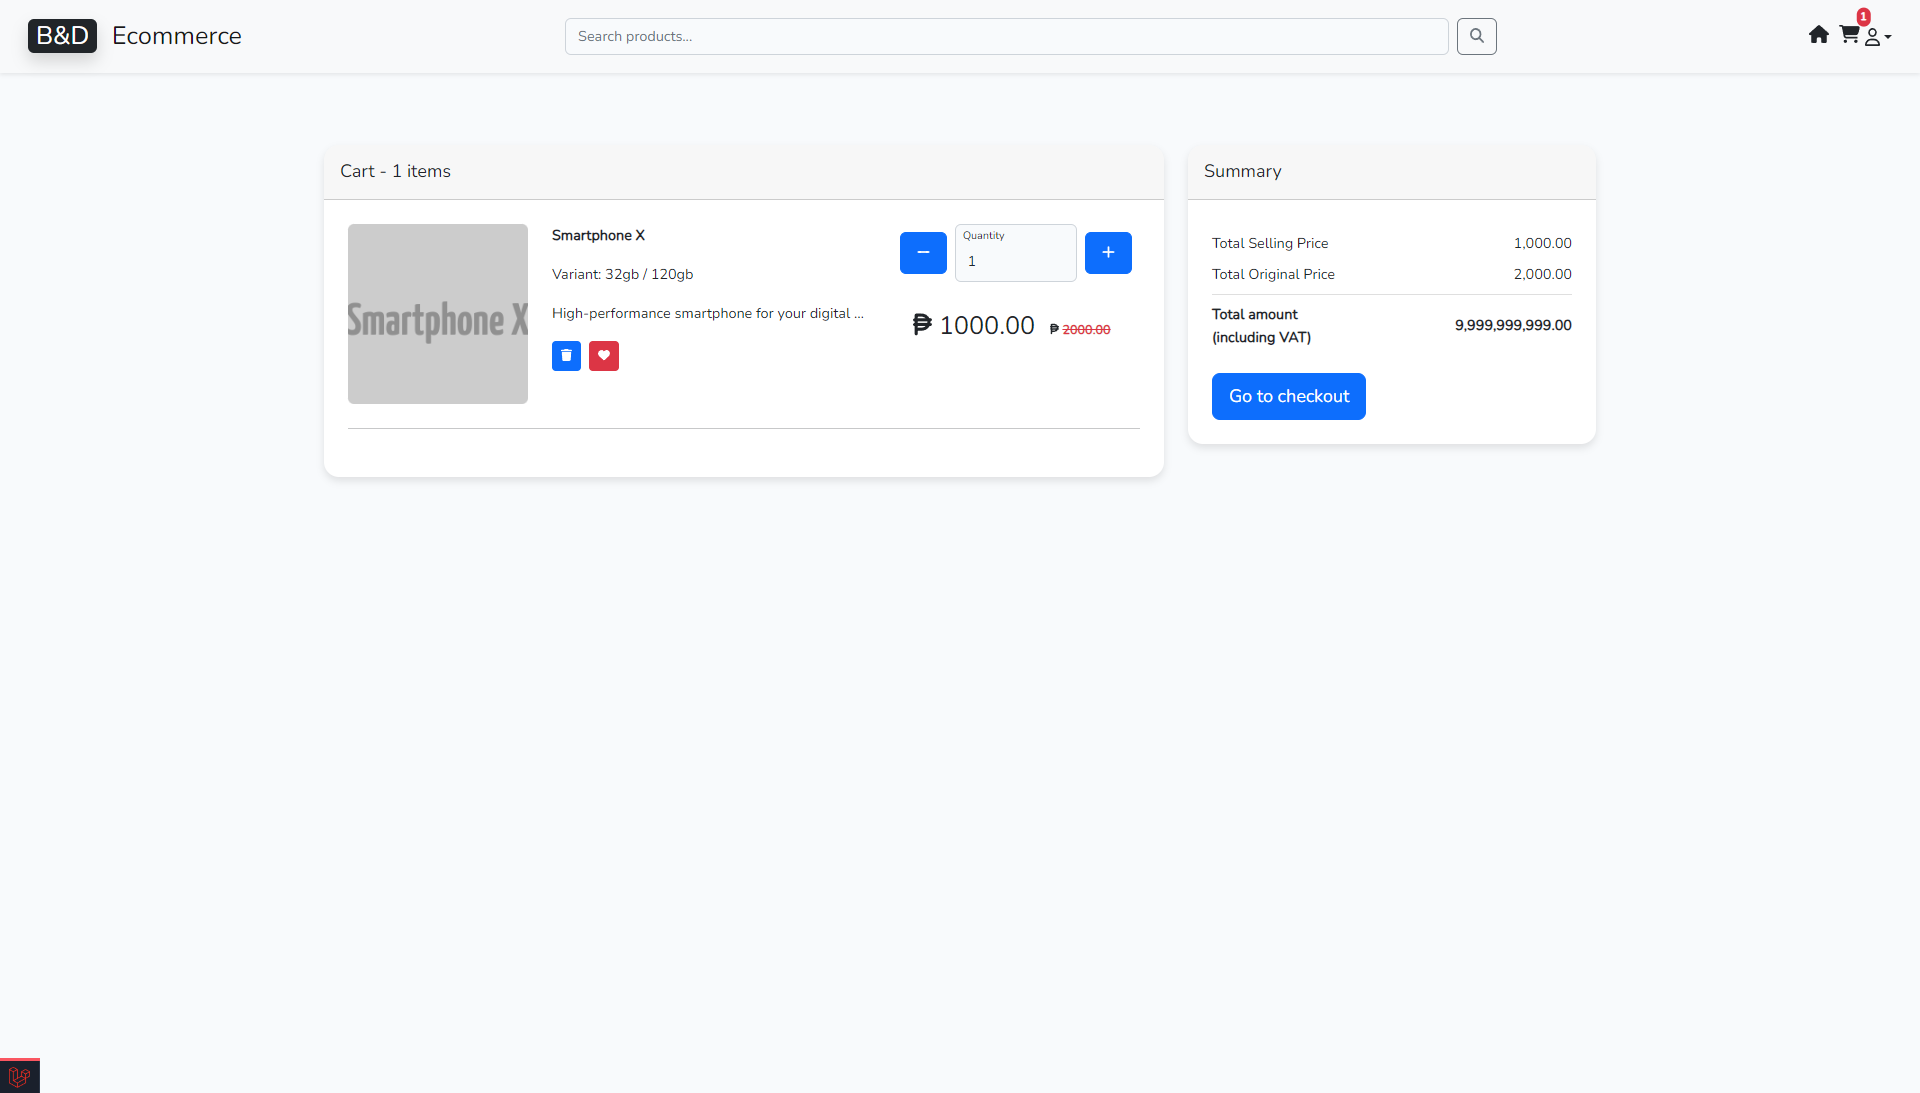 B&D Ecommerce
Search products...
1
Cart - 1 items
Smartphone X
Smartphone X
Variant: 32gb / 120gb
High-performance smartphone for your digital ...
Quantity
1
₱ 1000.00 ₱ 2000.00
Summary
Total Selling Price 1,000.00
Total Original Price 2,000.00
Total amount
(including VAT) 9,999,999,999.00
Go to checkout